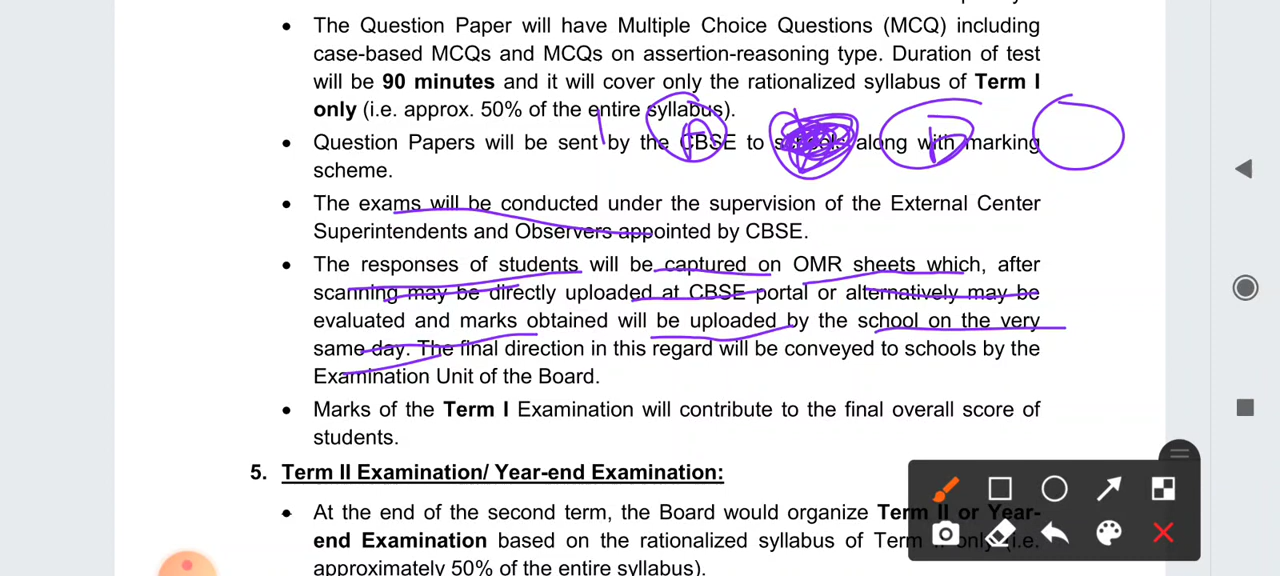 • The Question Paper will have Multiple Choice Questions (MCQ) including
case-based MCQs and MCQs on assertion-reasoning type. Duration of test
will be 90 minutes and it will cover only the rationalized syllabus of Term I
only (i.e. approx. 50% of the entire syllabus).
• Question Papers will be sent by the CBSE to schools along with marking
scheme.
• The exams will be conducted under the supervision of the External Center
Superintendents and Observers appointed by CBSE.
• The responses of students will be captured on OMR sheets which, after
scanning may be directly uploaded at CBSE portal or alternatively may be
evaluated and marks obtained will be uploaded by the school on the very
same day. The final direction in this regard will be conveyed to schools by the
Examination Unit of the Board.
• Marks of the Term I Examination will contribute to the final overall score of
students.
5. Term II Examination/ Year-end Examination:
• At the end of the second term, the Board would organize Term II or Year-
end Examination based on the rationalized syllabus of Term only (i.e.
approximately 50% of the entire syllabus).